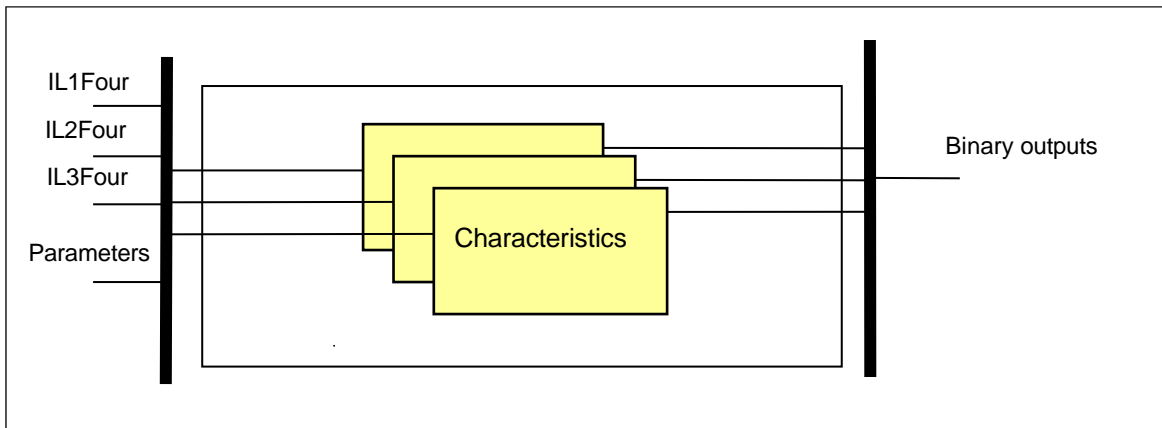 IL1Four
IL2Four
IL3Four
Parameters
Characteristics
Binary outputs